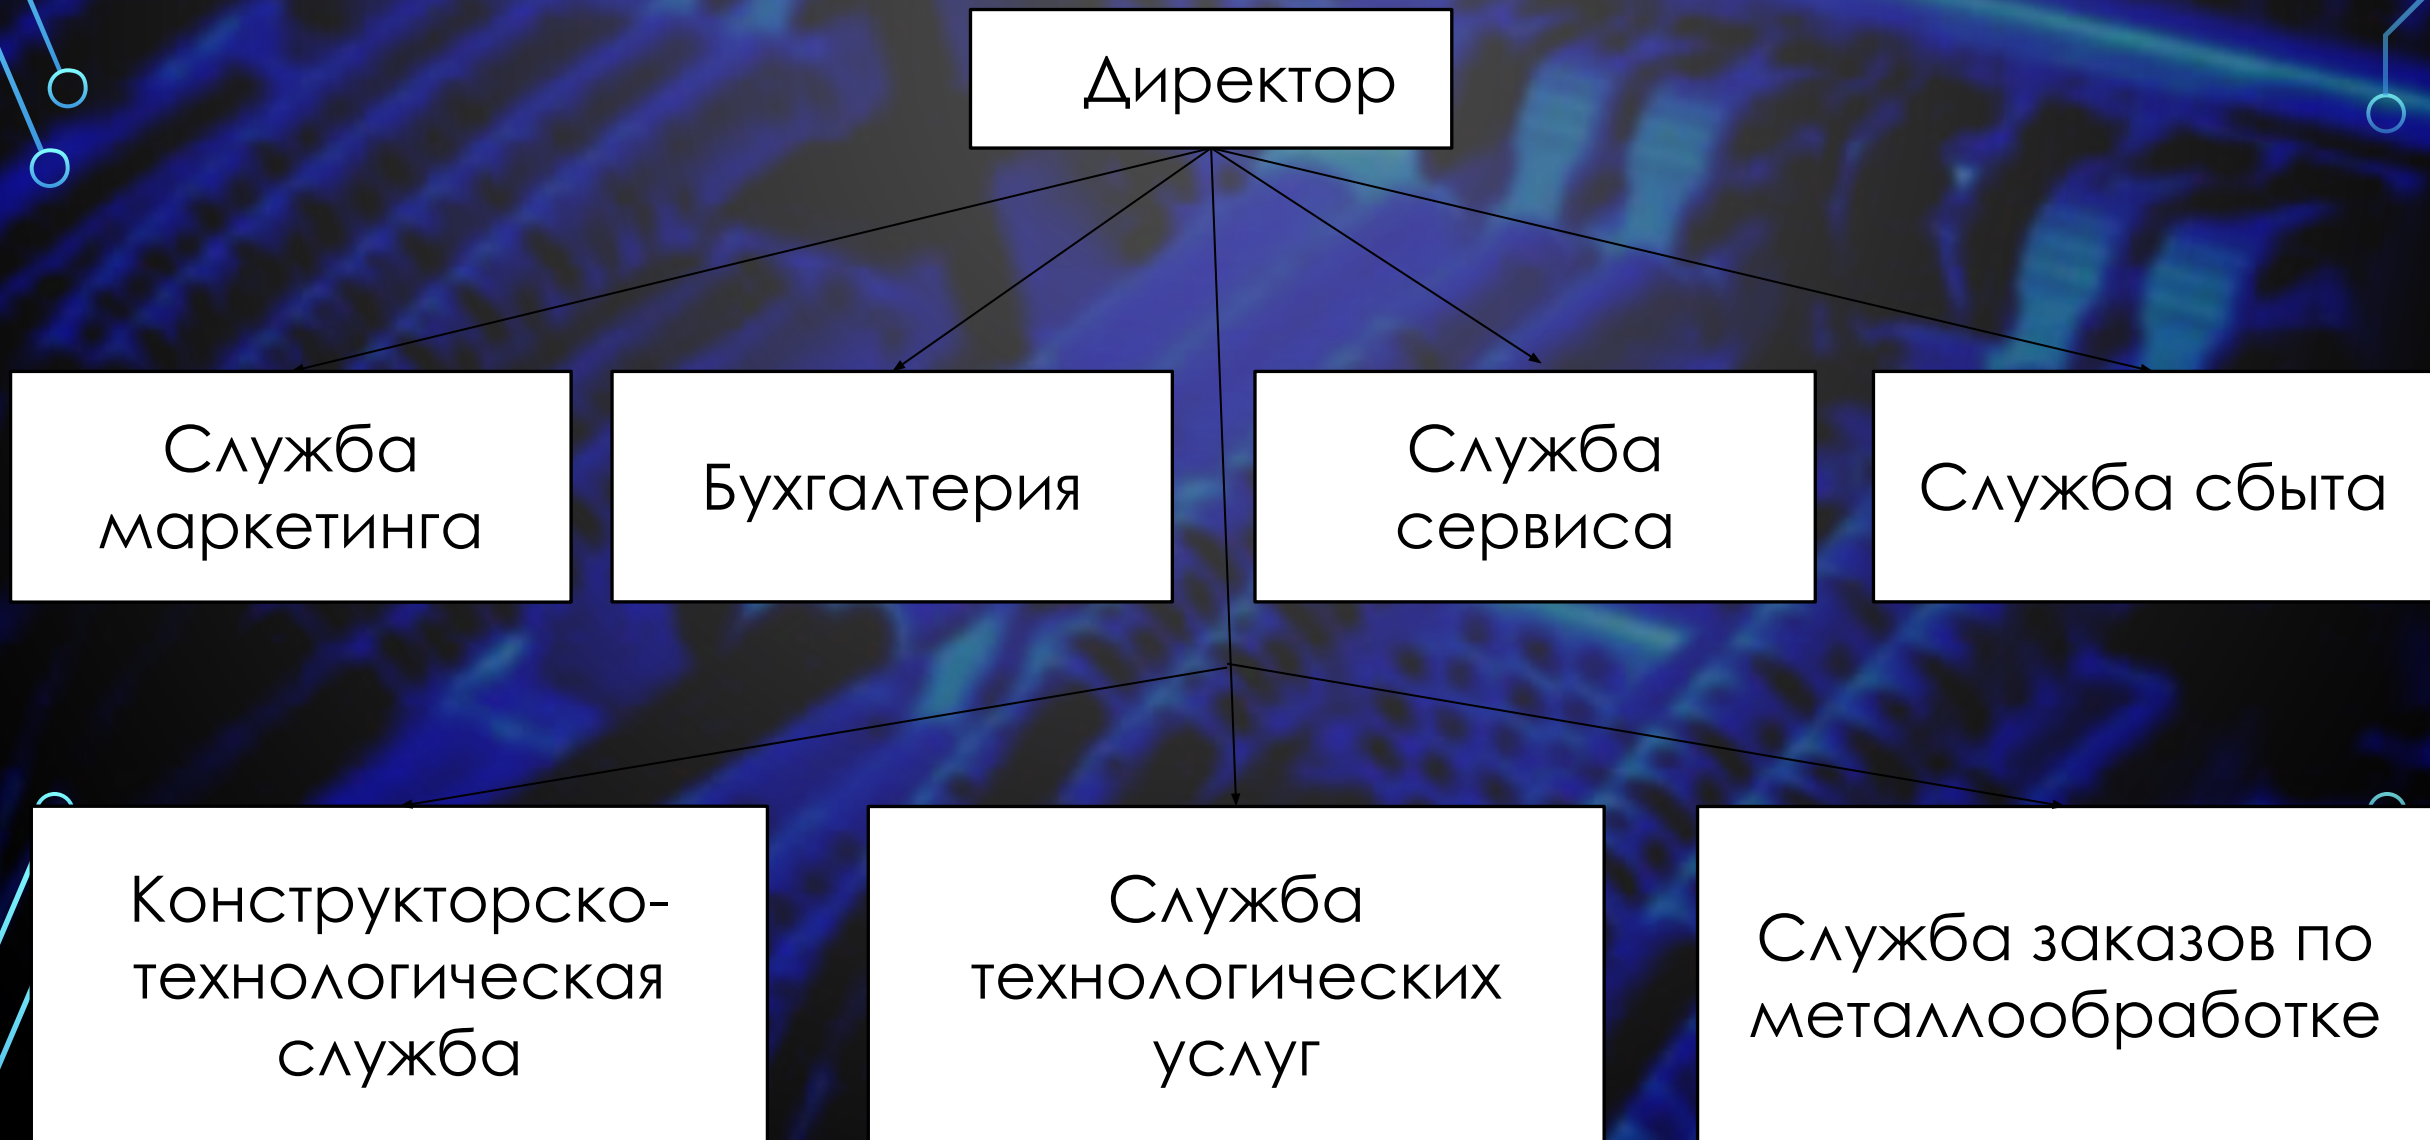 Директор
Служба
маркетинга
Бухгалтерия
Служба
сервиса
Служба сбыта
Конструкторско-
технологическая
служба
Служба
технологических
услуг
Служба заказов по
металлообработке